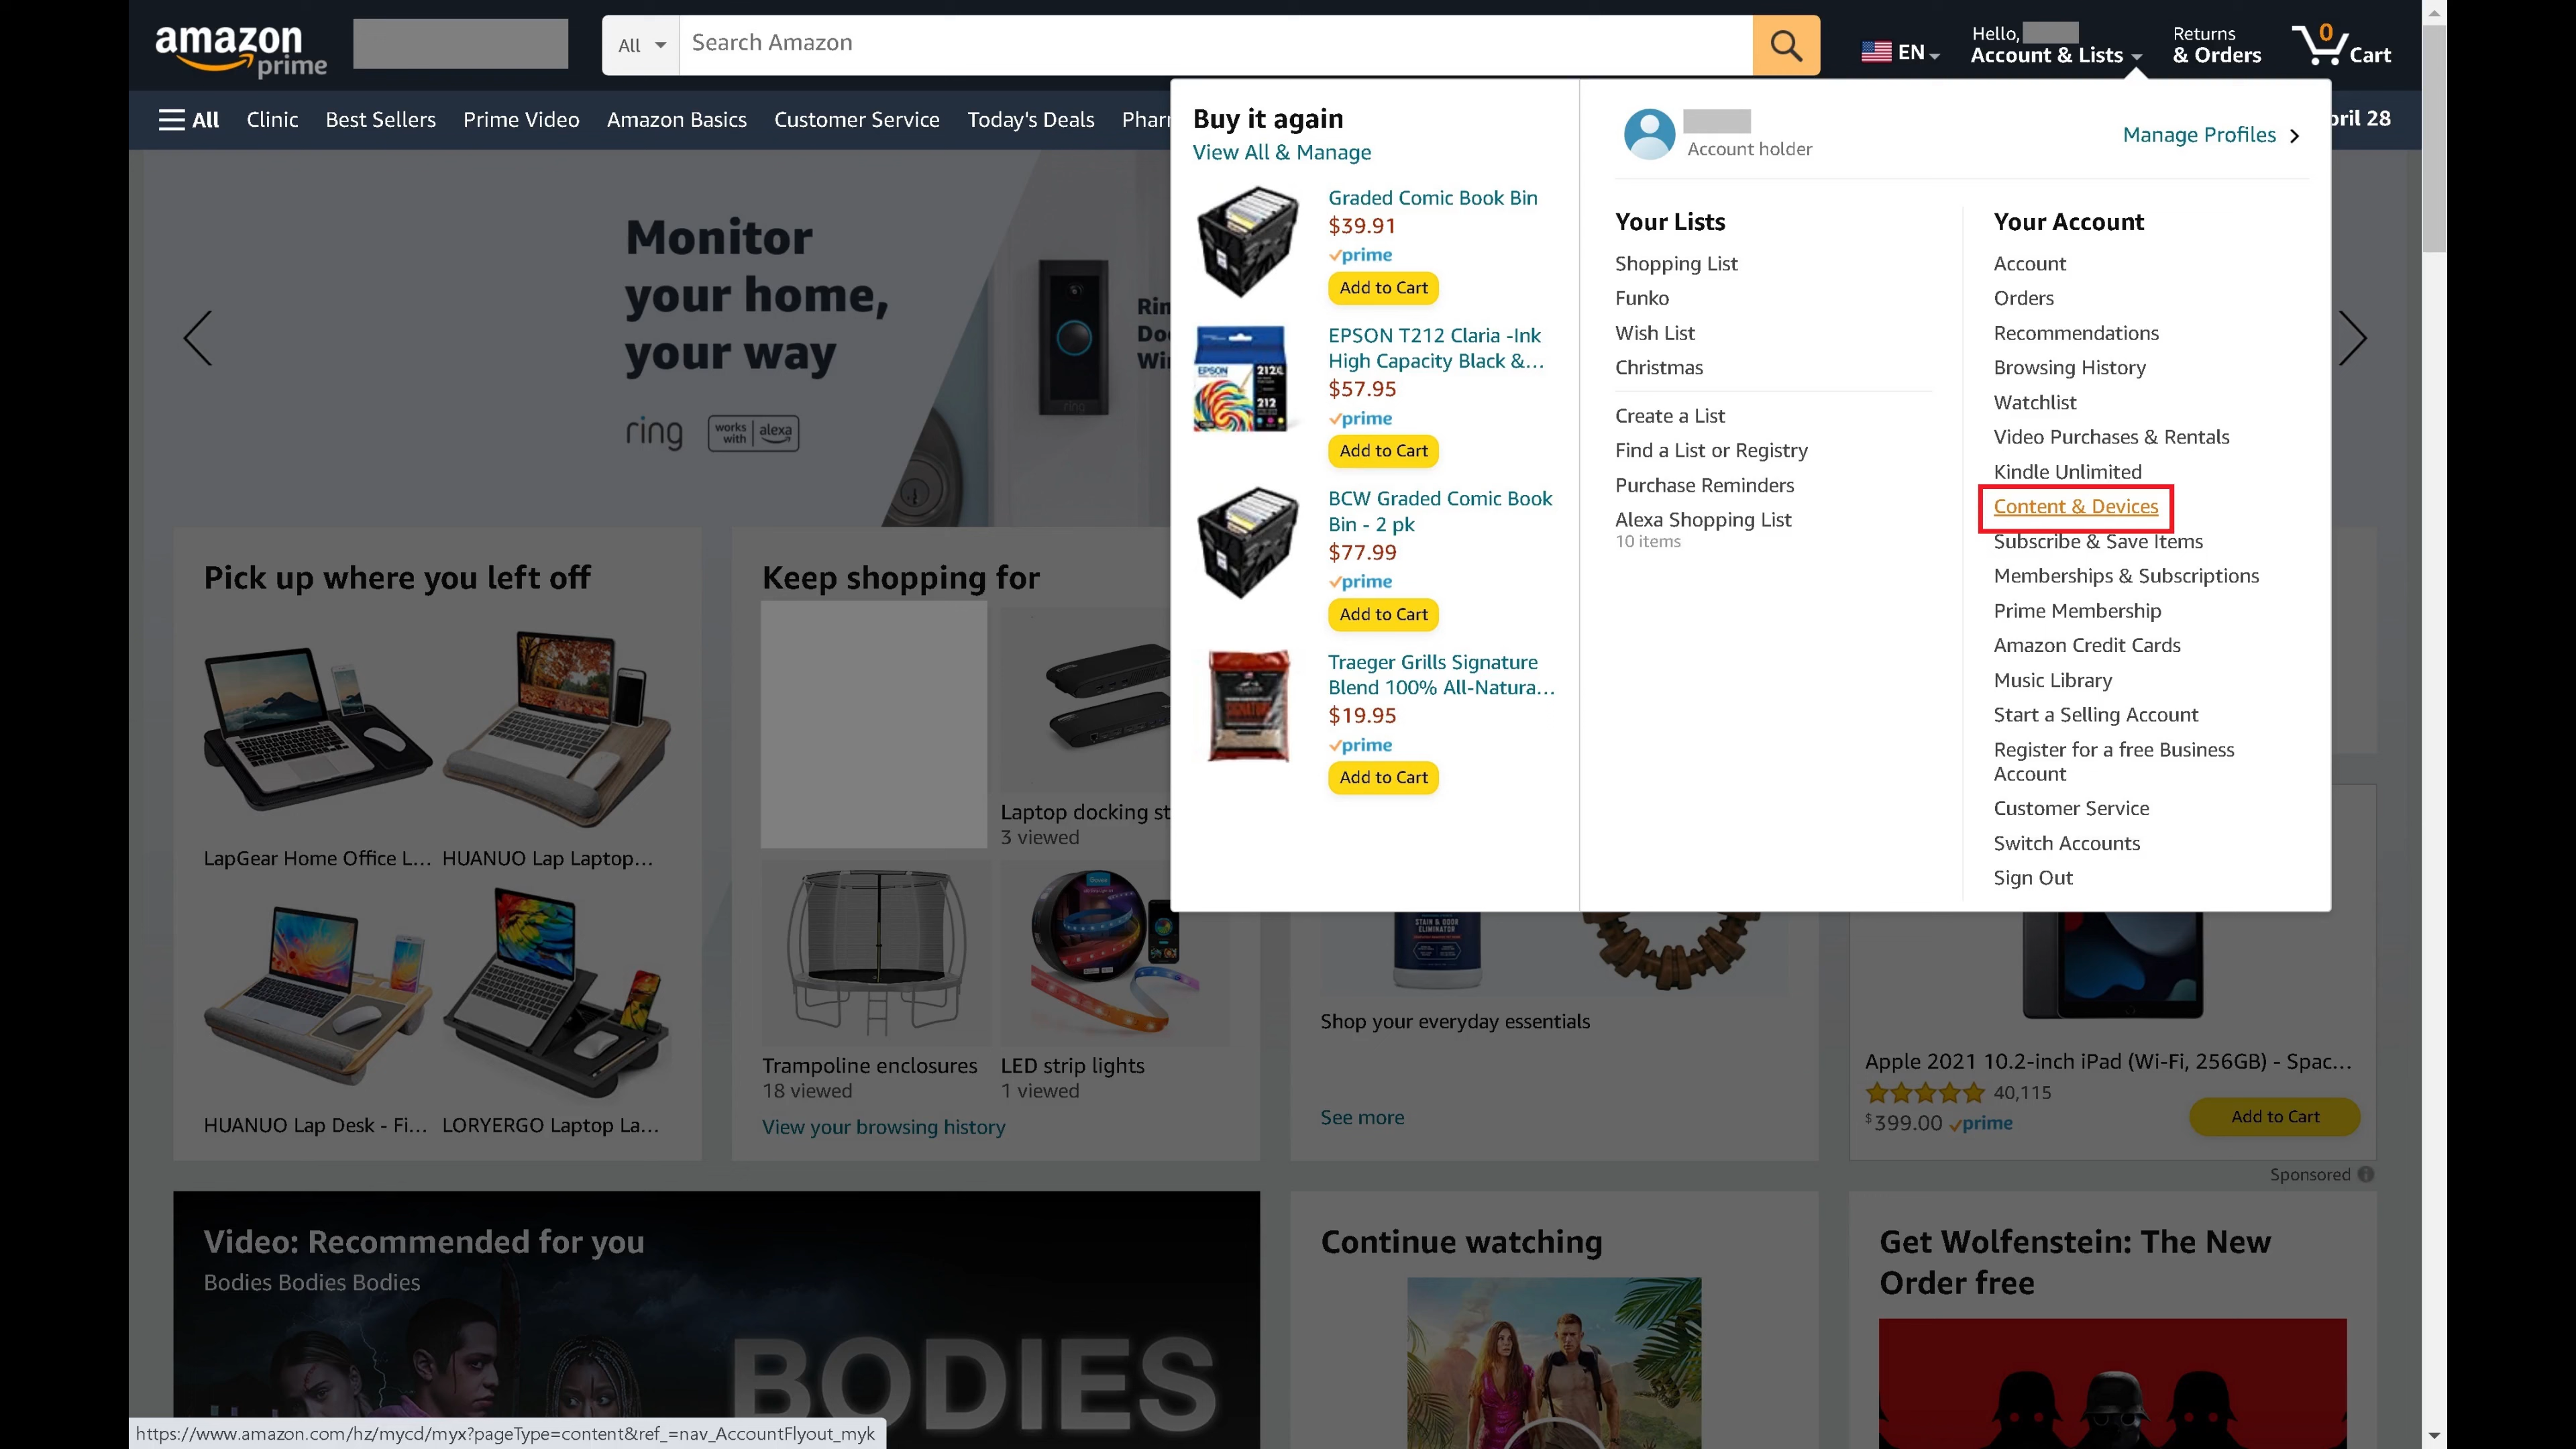 amazon
prime
All
Search Amazon
EN
Hello,
Account & Lists
Returns
& Orders
0
Cart
All
Clinic
Best Sellers
Prime Video
Amazon Basics
Customer Service
Today's Deals
pril 28
Buy it again
View All & Manage
Graded Comic Book Bin
$39.91
prime
Add to Cart
EPSON T212 Claria -Ink
High Capacity Black &...
$57.95
prime
Add to Cart
BCW Graded Comic Book
Bin - 2 pk
$77.99
prime
Add to Cart
Traeger Grills Signature
Blend 100% All-Natura...
$19.95
prime
Add to Cart
EPSON
212XL
212
Account holder
Manage Profiles
Your Lists
Shopping List
Funko
Wish List
Christmas
Create a List
Find a List or Registry
Purchase Reminders
Alexa Shopping List
10 items
Your Account
Account
Orders
Recommendations
Browsing History
Watchlist
Video Purchases & Rentals
Kindle Unlimited
Content & Devices
Subscribe & Save Items
Memberships & Subscriptions
Prime Membership
Amazon Credit Cards
Music Library
Start a Selling Account
Register for a free Business
Account
Customer Service
Switch Accounts
Sign Out
Monitor
your home,
your way
ring
works
with
alexa
ring
Pick up where you left off
LapGear Home Office L...
HUANUO Lap Laptop...
HUANUO Lap Desk - Fi...
LORYERGO Laptop La...
Keep shopping for
Laptop docking st
3 viewed
Trampoline enclosures
18 viewed
LED strip lights
1 viewed
View your browsing history
STAIN & ODOR
ELIMINATOR
Shop your everyday essentials
See more
Apple 2021 10.2-inch iPad (Wi-Fi, 256GB) - Spac...
40,115
$399.00
prime
Add to Cart
Sponsored
Video: Recommended for you
Bodies Bodies Bodies
BODIES
Continue watching
Get Wolfenstein: The New
Order free
https://www.amazon.com/hz/mycd/myx?pageType=content&ref_=nav_AccountFlyout_myk